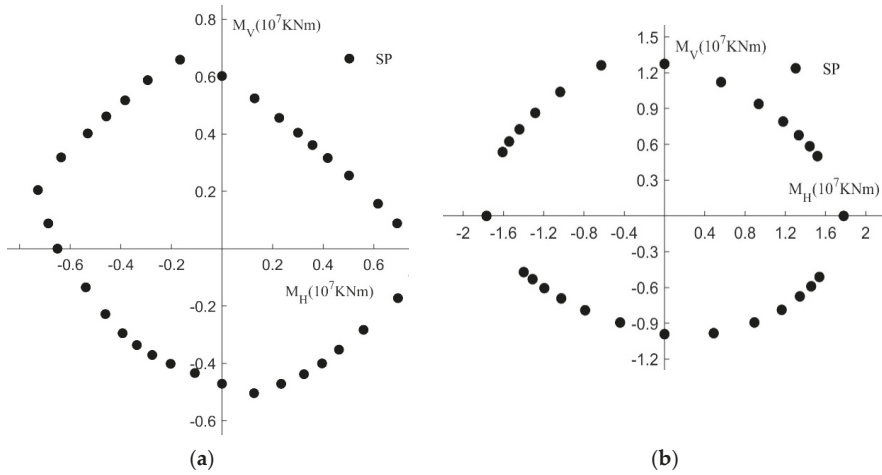 0.8
M_V(10^7KNm)
SP
0.6
0.4
0.2
-0.6 -0.4 -0.2 0.2 0.4 0.6
M_H(10^7KNm)
-0.2
-0.4
-0.6
(a)
1.5
M_V(10^7KNm)
SP
1.2
0.9
0.6
0.3
M_H(10^7KNm)
-2 -1.6 -1.2 -0.8 -0.4 0.4 0.8 1.2 1.6 2
-0.3
-0.6
-0.9
-1.2
(b)